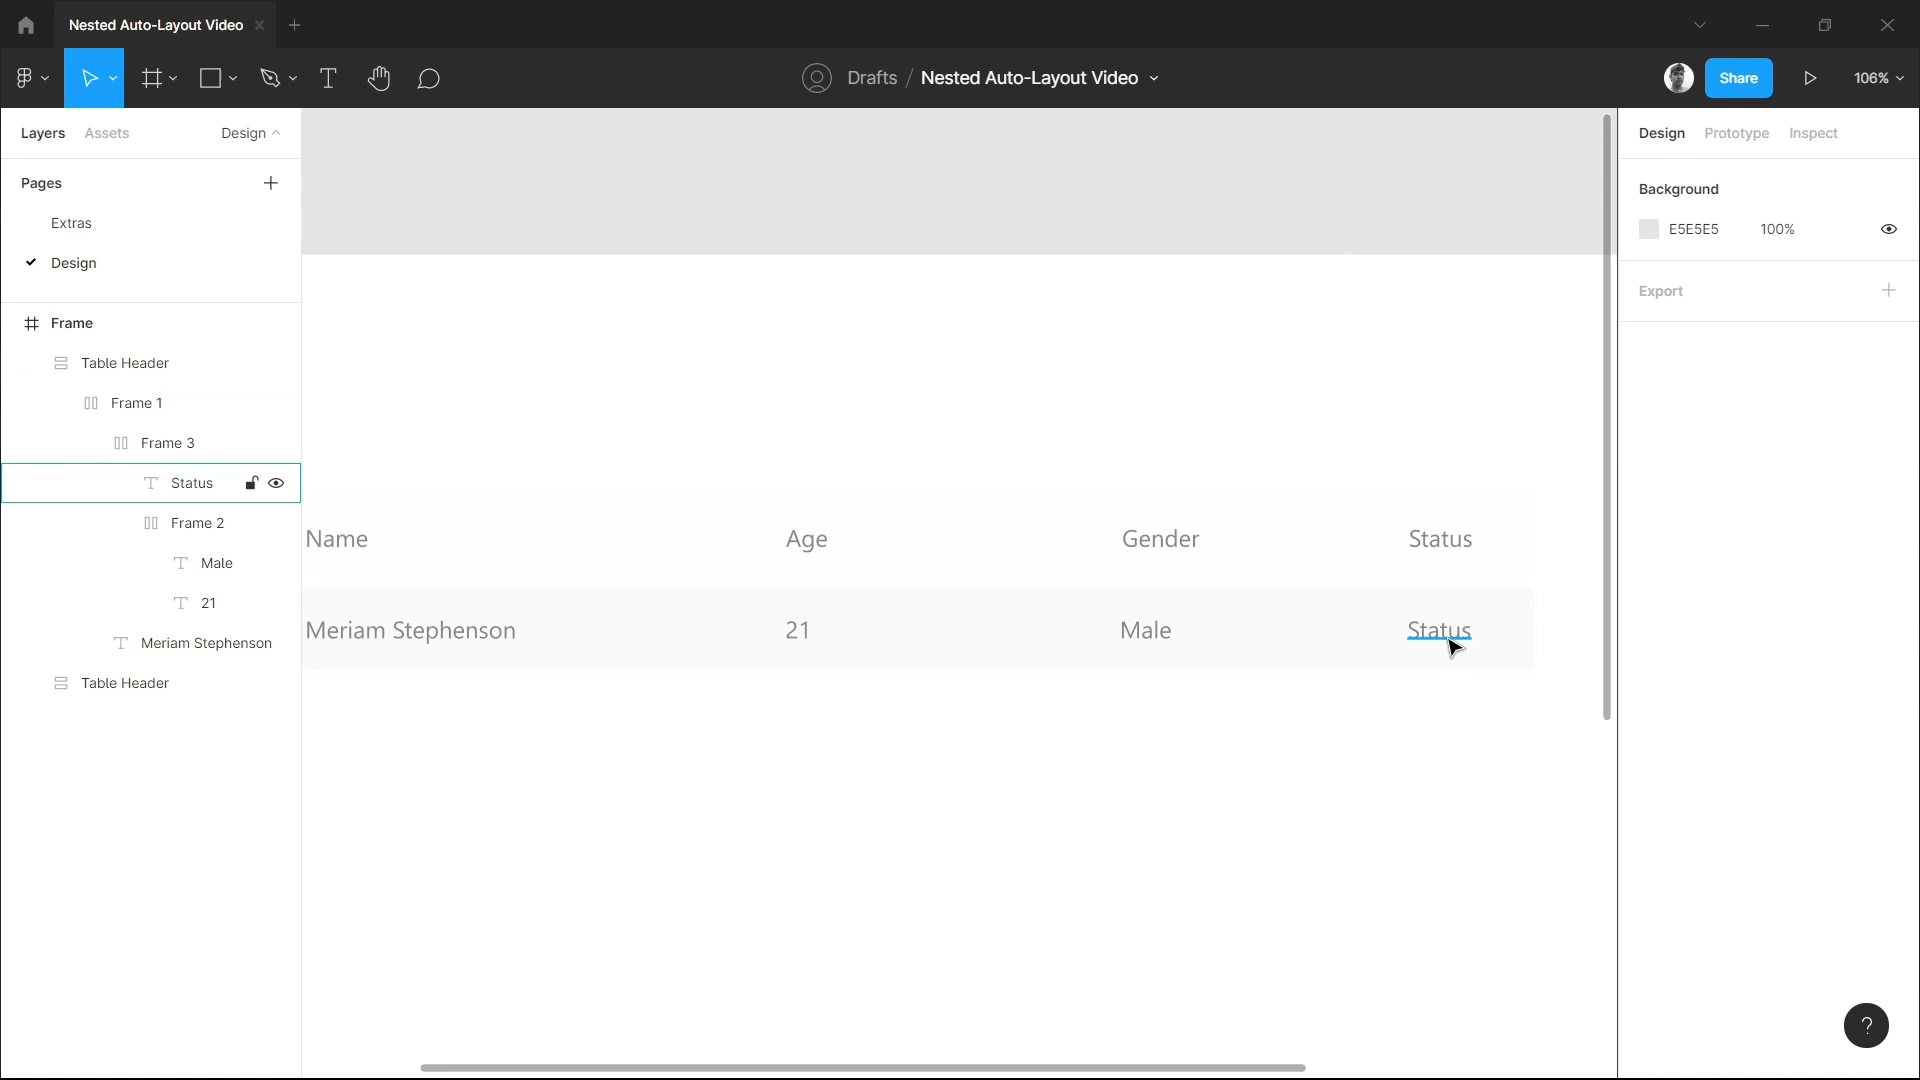 Nested Auto-Layout Video
Drafts / Nested Auto-Layout Video
Share
106%
Layers Assets Design
Pages
Extras
Design
Frame
Table Header
Frame 1
Frame 3
Status
Frame 2
Male
21
Meriam Stephenson
Table Header
Name Age Gender Status
Meriam Stephenson 21 Male Status
Design Prototype Inspect
Background
E5E5E5 100%
Export
?